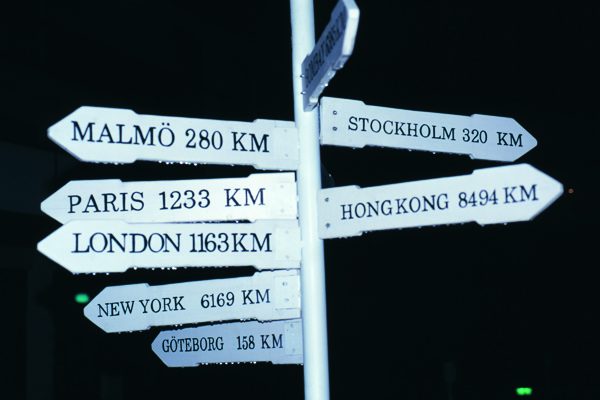 MALMÖ 280 KM
PARIS 1233 KM
LONDON 1163KM
NEW YORK 6169 KM
GÖTEBORG 158 KM
STOCKHOLM 320 KM
HONGKONG 8494 KM